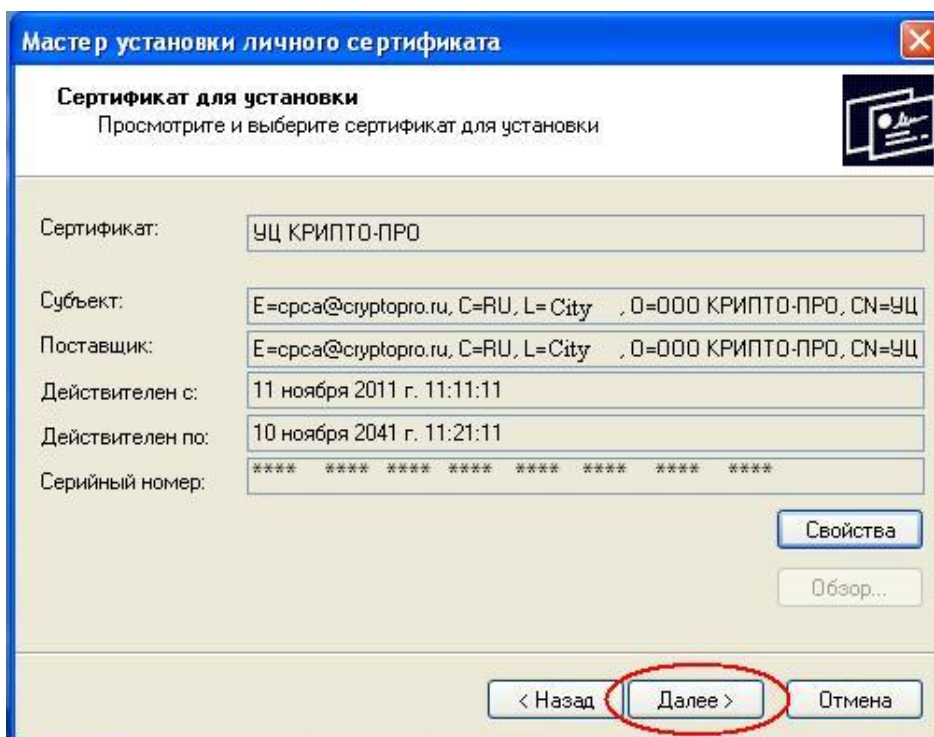 Мастер установки личного сертификата
Сертификат для установки
Просмотрите и выберите сертификат для установки
Сертификат: УЦ КРИПТО-ПРО
Субъект: E=cpca@cryptopro.ru, C=RU, L=City , O=ООО КРИПТО-ПРО, CN=УЦ
Поставщик: E=cpca@cryptopro.ru, C=RU, L=City , O=ООО КРИПТО-ПРО, CN=УЦ
Действителен с: 11 ноября 2011 г. 11:11:11
Действителен по: 10 ноября 2041 г. 11:21:11
Серийный номер: **** **** **** **** **** **** **** ****
Свойства
Обзор...
< Назад Далее > Отмена